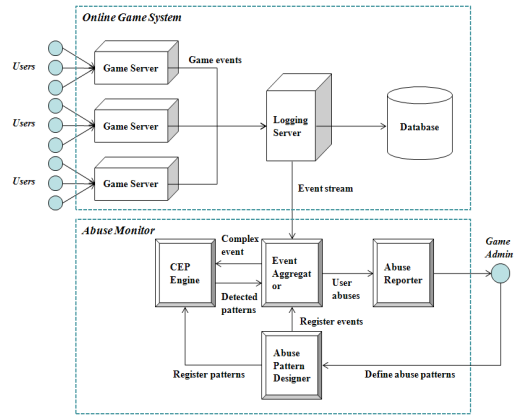 Online Game System
Users
Game Server
Game events
Users
Game Server
Logging
Server
Database
Users
Game Server
Event stream
Abuse Monitor
Game
Admin
CEP
Engine
Complex
event
Detected
patterns
Event
Aggregat
or
User
abuses
Abuse
Reporter
Register events
Register patterns
Abuse
Pattern
Designer
Define abuse patterns